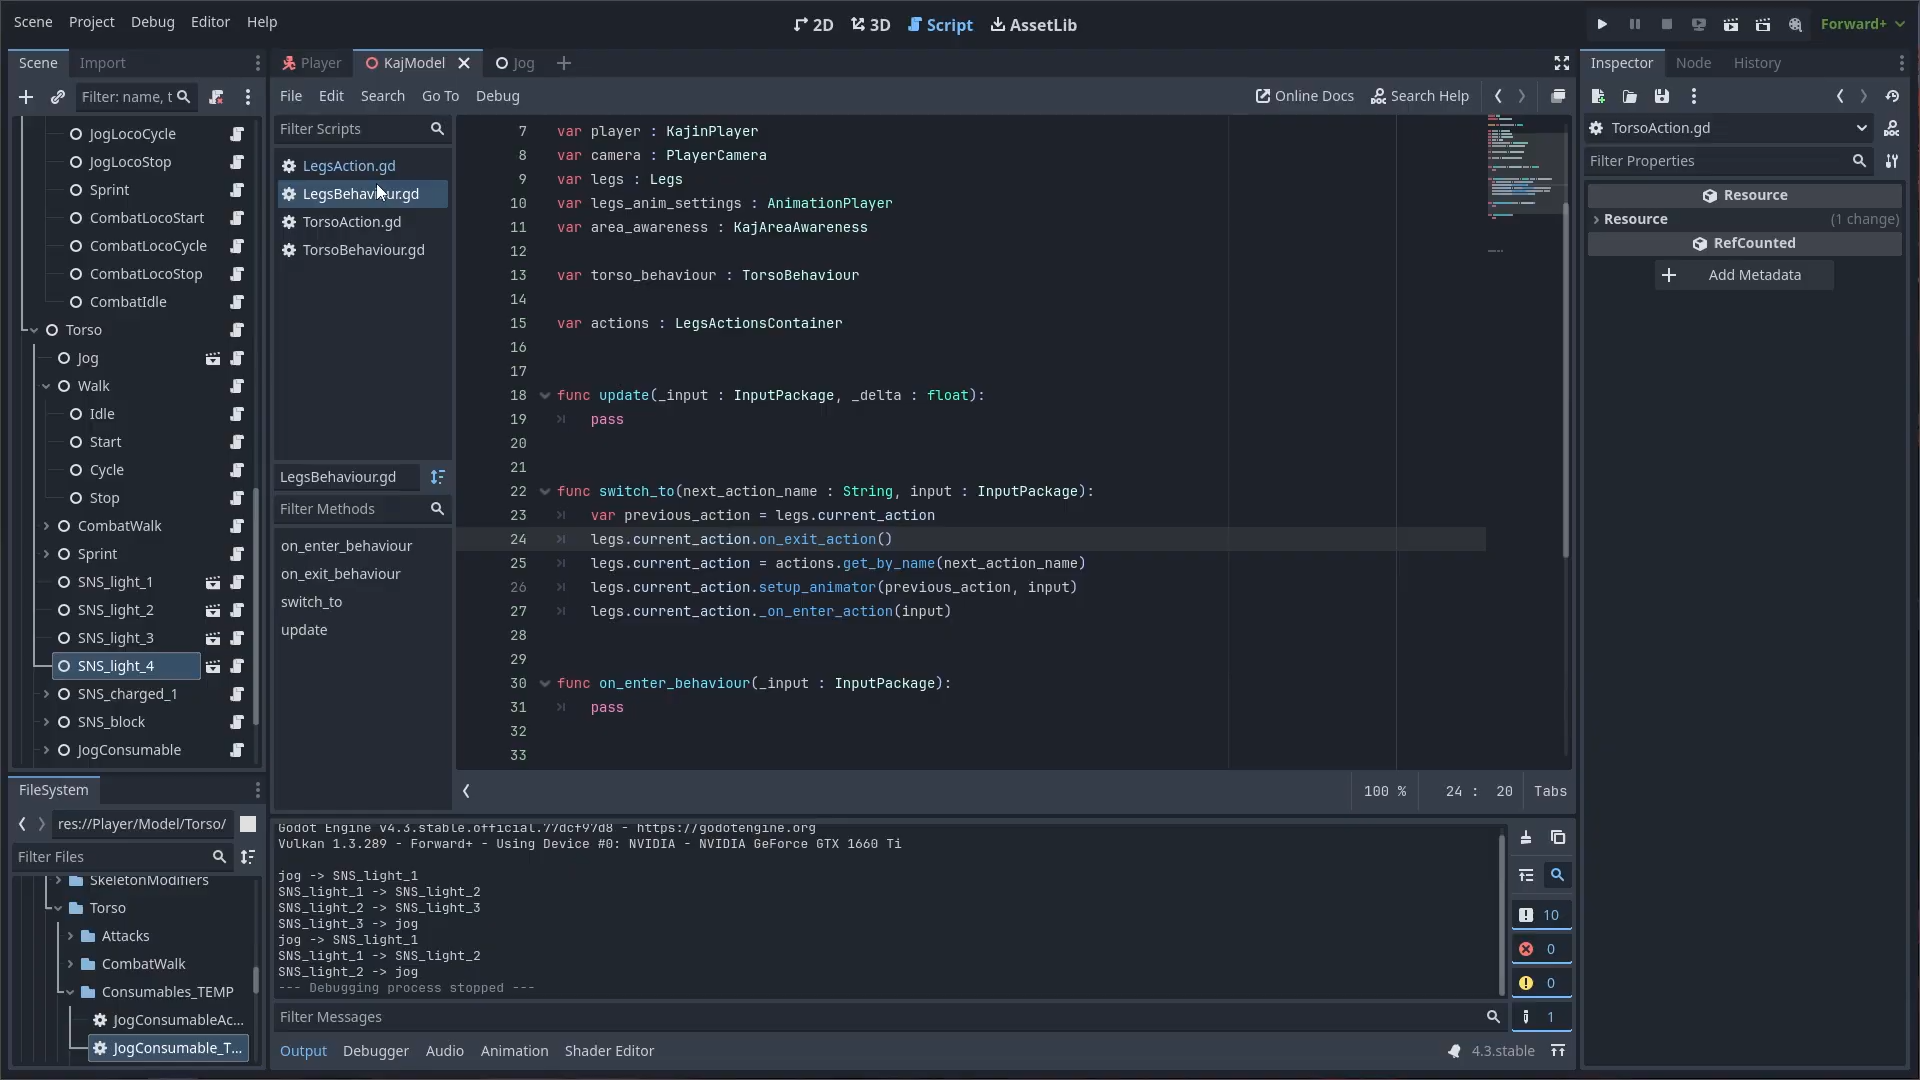 Scene Project Debug Editor Help
2D 3D Script AssetLib
Forward+
Scene Import
Filter: name, t
JogLocoCycle
JogLocoStop
Sprint
CombatLocoStart
CombatLocoCycle
CombatLocoStop
CombatIdle
Torso
Jog
Walk
Idle
Start
Cycle
Stop
CombatWalk
Sprint
SNS_light_1
SNS_light_2
SNS_light_3
SNS_light_4
SNS_charged_1
SNS_block
JogConsumable
FileSystem
res://Player/Model/Torso/
Filter Files
SkeletonModifiers
Torso
Attacks
CombatWalk
Consumables_TEMP
JogConsumableAc...
JogConsumable_T...
Player KajModel Jog
File Edit Search Go To Debug
Online Docs Search Help
Filter Scripts
LegsAction.gd
LegsBehaviour.gd
TorsoAction.gd
TorsoBehaviour.gd
LegsBehaviour.gd
Filter Methods
on_enter_behaviour
on_exit_behaviour
switch_to
update
7 var player : KajinPlayer
8 var camera : PlayerCamera
9 var legs : Legs
10 var legs_anim_settings : AnimationPlayer
11 var area_awareness : KajAreaAwareness
12
13 var torso_behaviour : TorsoBehaviour
14
15 var actions : LegsActionsContainer
16
17
18 func update(_input : InputPackage, _delta : float):
19 pass
20
21
22 func switch_to(next_action_name : String, input : InputPackage):
23 var previous_action = legs.current_action
24 legs.current_action.on_exit_action()
25 legs.current_action = actions.get_by_name(next_action_name)
26 legs.current_action.setup_animator(previous_action, input)
27 legs.current_action._on_enter_action(input)
28
29
30 func on_enter_behaviour(_input : InputPackage):
31 pass
32
33
100 % 24 : 20 Tabs
Godot Engine v4.3.stable.official.77dcf97d8 - https://godotengine.org
Vulkan 1.3.289 - Forward+ - Using Device #0: NVIDIA - NVIDIA GeForce GTX 1660 Ti
jog -> SNS_light_1
SNS_light_1 -> SNS_light_2
SNS_light_2 -> SNS_light_3
SNS_light_3 -> jog
jog -> SNS_light_1
SNS_light_1 -> SNS_light_2
SNS_light_2 -> jog
--- Debugging process stopped ---
Filter Messages
10
0
0
1
Output Debugger Audio Animation Shader Editor
4.3.stable
Inspector Node History
TorsoAction.gd
Filter Properties
Resource
Resource (1 change)
RefCounted
Add Metadata